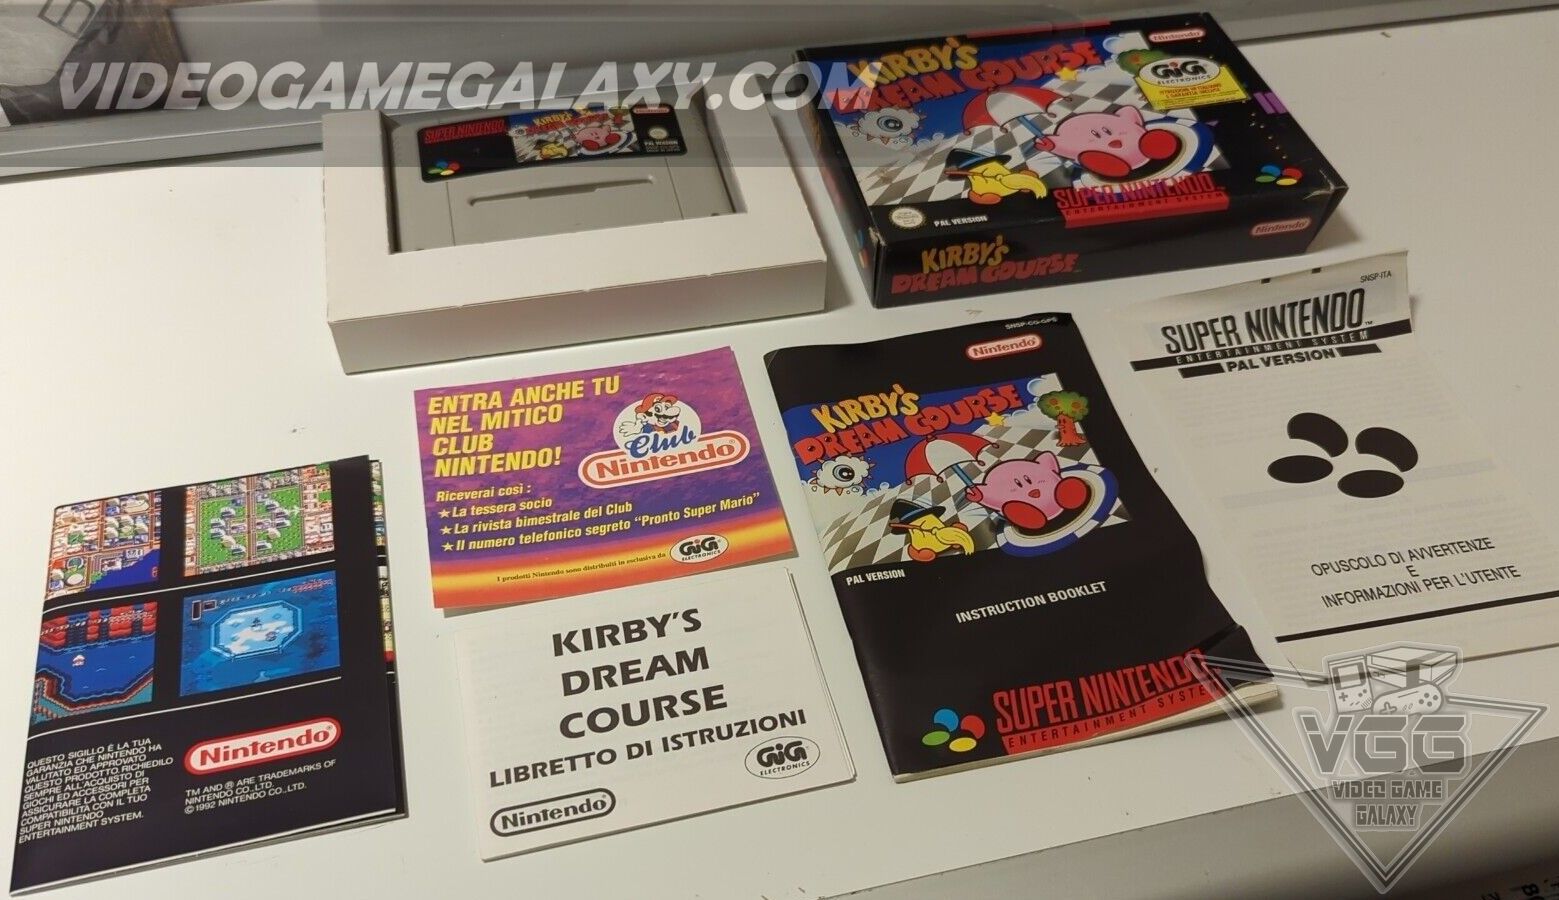 VIDEOGAMEGALAXY.COM
SUPER NINTENDO
KIRBY'S
DREAM COURSE
Nintendo
PAL VERSION
KIRBY'S
DREAM COURSE
Nintendo
GIG
ELECTRONICS
ISTRUZIONI IN ITALIANO
E GARANZIA INCLUSE
SUPER NINTENDO
ENTERTAINMENT SYSTEM
PAL VERSION
KIRBY'S
DREAM COURSE
Nintendo
ENTRA ANCHE TU
NEL MITICO
CLUB
NINTENDO!
Club
Nintendo
Riceverai così :
★ La tessera socio
★ La rivista bimestrale del Club
★ Il numero telefonico segreto "Pronto Super Mario"
I prodotti Nintendo sono distribuiti in esclusiva da
GIG
ELECTRONICS
SNSP-CG-GPS
Nintendo
KIRBY'S
DREAM COURSE
PAL VERSION
INSTRUCTION BOOKLET
SUPER NINTENDO
ENTERTAINMENT SYSTEM
SNSP-ITA
SUPER NINTENDO™
ENTERTAINMENT SYSTEM
PAL VERSION
OPUSCOLO DI AVVERTENZE
E
INFORMAZIONI PER L'UTENTE
KIRBY'S
DREAM
COURSE
LIBRETTO DI ISTRUZIONI
GIG
ELECTRONICS
Nintendo
QUESTO SIGILLO È LA TUA
GARANZIA CHE NINTENDO HA
VALUTATO ED APPROVATO
QUESTO PRODOTTO RICHIEDILO
SEMPRE ALL'ACQUISTO DI
GIOCHI ED ACCESSORI PER
ASSICURARE LA COMPLETA
COMPATIBILITÀ CON IL TUO
SUPER NINTENDO
ENTERTAINMENT SYSTEM.
Nintendo®
TM AND ® ARE TRADEMARKS OF
NINTENDO CO., LTD.
© 1992 NINTENDO CO., LTD.
VGG
VIDEO GAME
GALAXY